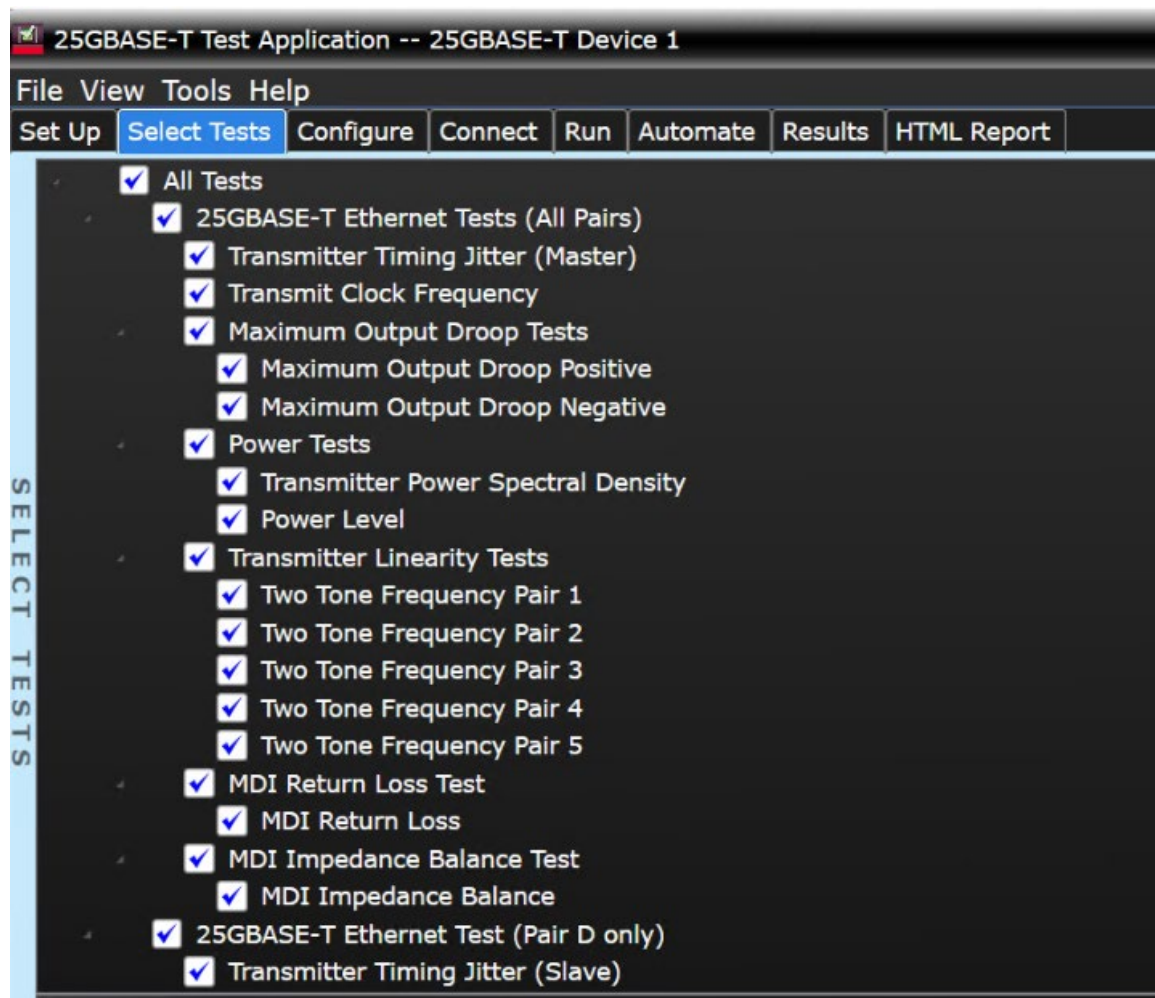 25GBASE-T Test Application -- 25GBASE-T Device 1
File View Tools Help
Set Up Select Tests Configure Connect Run Automate Results HTML Report
SELECT TESTS
All Tests
25GBASE-T Ethernet Tests (All Pairs)
Transmitter Timing Jitter (Master)
Transmit Clock Frequency
Maximum Output Droop Tests
Maximum Output Droop Positive
Maximum Output Droop Negative
Power Tests
Transmitter Power Spectral Density
Power Level
Transmitter Linearity Tests
Two Tone Frequency Pair 1
Two Tone Frequency Pair 2
Two Tone Frequency Pair 3
Two Tone Frequency Pair 4
Two Tone Frequency Pair 5
MDI Return Loss Test
MDI Return Loss
MDI Impedance Balance Test
MDI Impedance Balance
25GBASE-T Ethernet Test (Pair D only)
Transmitter Timing Jitter (Slave)